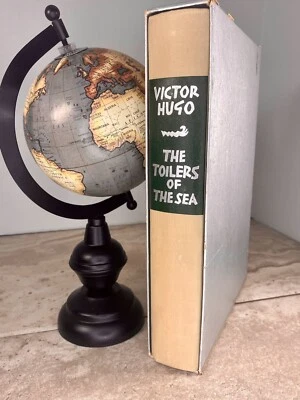 VICTOR
HUGO
THE
TOILERS
OF
THE SEA